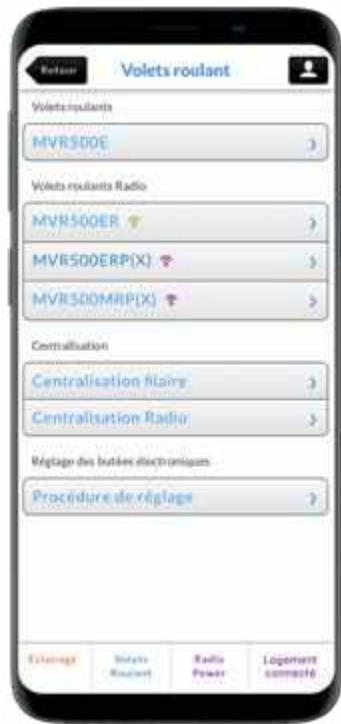 Retour
Volets roulant
Volets roulants
MVR500E
Volets roulants Radio
MVR500ER
MVR500ERP(X)
MVR500MRP(X)
Centralisation
Centralisation filaire
Centralisation Radio
Réglage des butées électroniques
Procédure de réglage
Eclairage
Volets
Roulant
Radio
Power
Logement
connecté